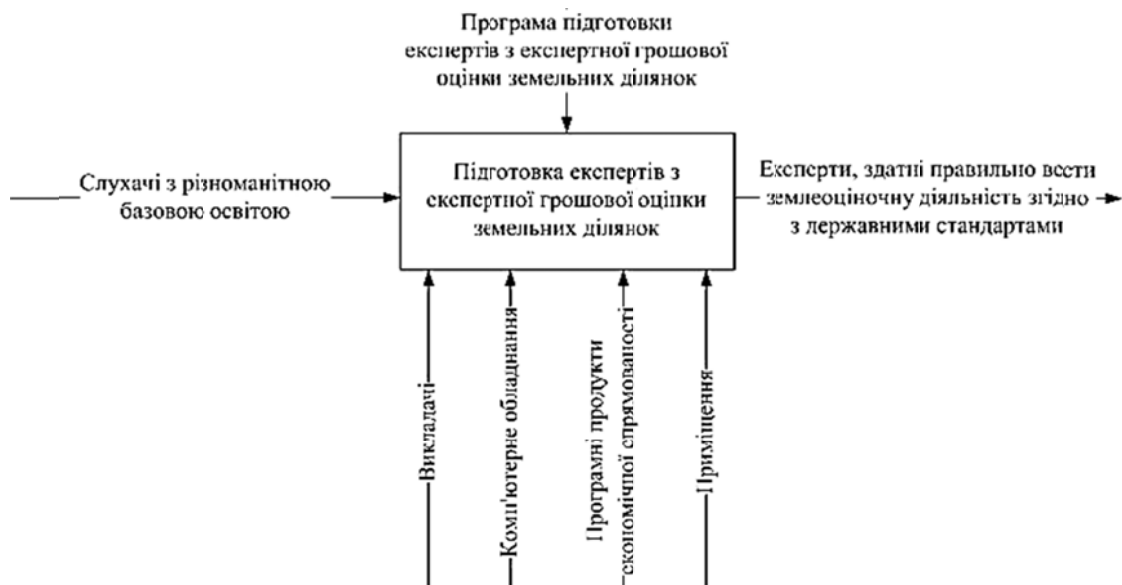 Програма підготовки
експертів з експертної грошової
оцінки земельних ділянок
Слухачі з різноманітною
базовою освітою
Підготовка експертів з
експертної грошової оцінки
земельних ділянок
Експерти, здатні правильно вести
землеоціночну діяльність згідно
з державними стандартами
Викладачі
Комп'ютерне обладнання
Програмні продукти
економічної спрямованості
Приміщення